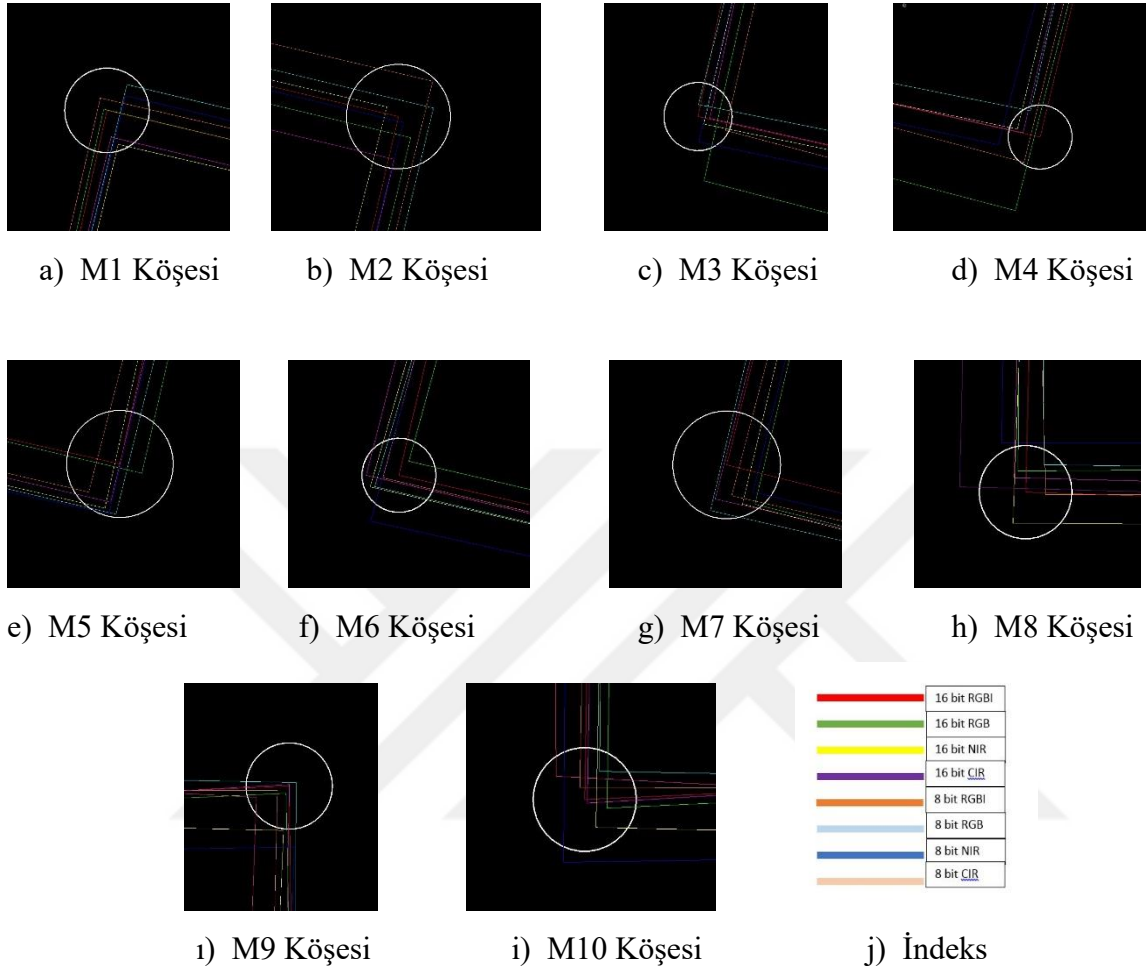 a) M1 Köşesi
b) M2 Köşesi
c) M3 Köşesi
d) M4 Köşesi
e) M5 Köşesi
f) M6 Köşesi
g) M7 Köşesi
h) M8 Köşesi
16 bit RGBI
16 bit RGB
16 bit NIR
16 bit CIR
8 bit RGBI
8 bit RGB
8 bit NIR
8 bit CIR
ı) M9 Köşesi
i) M10 Köşesi
j) İndeks